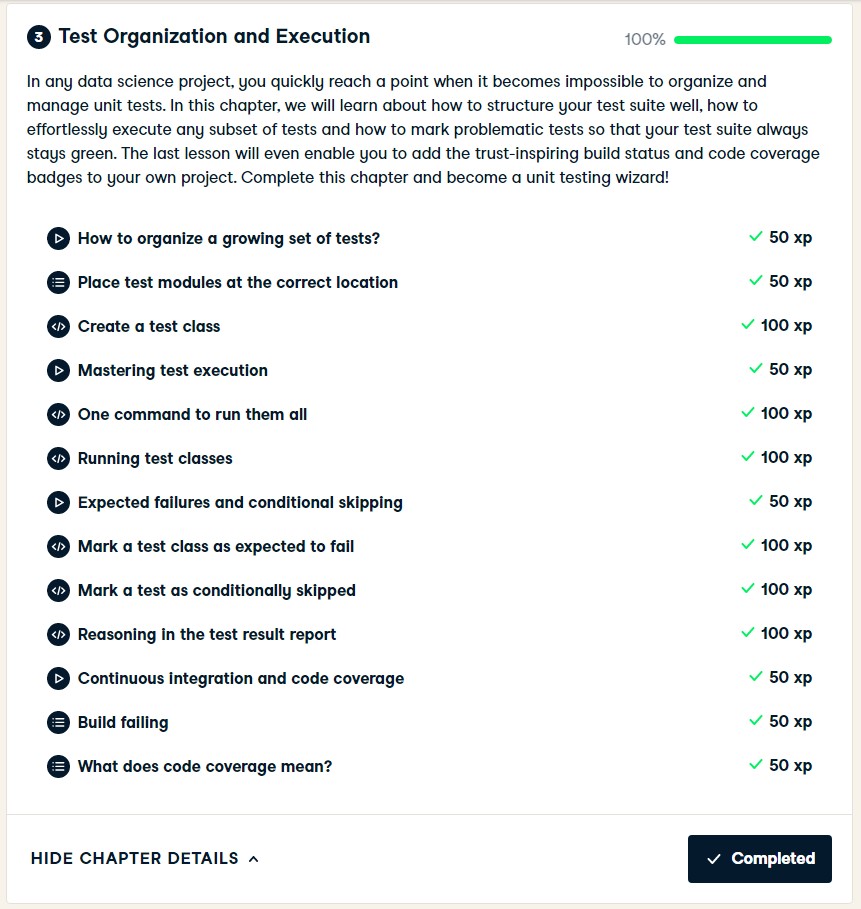 3 Test Organization and Execution 100%
In any data science project, you quickly reach a point when it becomes impossible to organize and
manage unit tests. In this chapter, we will learn about how to structure your test suite well, how to
effortlessly execute any subset of tests and how to mark problematic tests so that your test suite always
stays green. The last lesson will even enable you to add the trust-inspiring build status and code coverage
badges to your own project. Complete this chapter and become a unit testing wizard!
How to organize a growing set of tests? 50 xp
Place test modules at the correct location 50 xp
Create a test class 100 xp
Mastering test execution 50 xp
One command to run them all 100 xp
Running test classes 100 xp
Expected failures and conditional skipping 50 xp
Mark a test class as expected to fail 100 xp
Mark a test as conditionally skipped 100 xp
Reasoning in the test result report 100 xp
Continuous integration and code coverage 50 xp
Build failing 50 xp
What does code coverage mean? 50 xp
HIDE CHAPTER DETAILS Completed